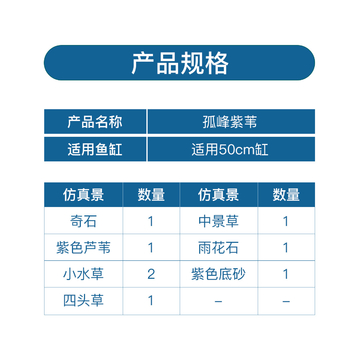 产品规格
产品名称 孤峰紫苇
适用鱼缸 适用50cm缸
仿真景 数量 仿真景 数量
奇石 1 中景草 1
紫色芦苇 1 雨花石 1
小水草 2 紫色底砂 1
四头草 1 – –